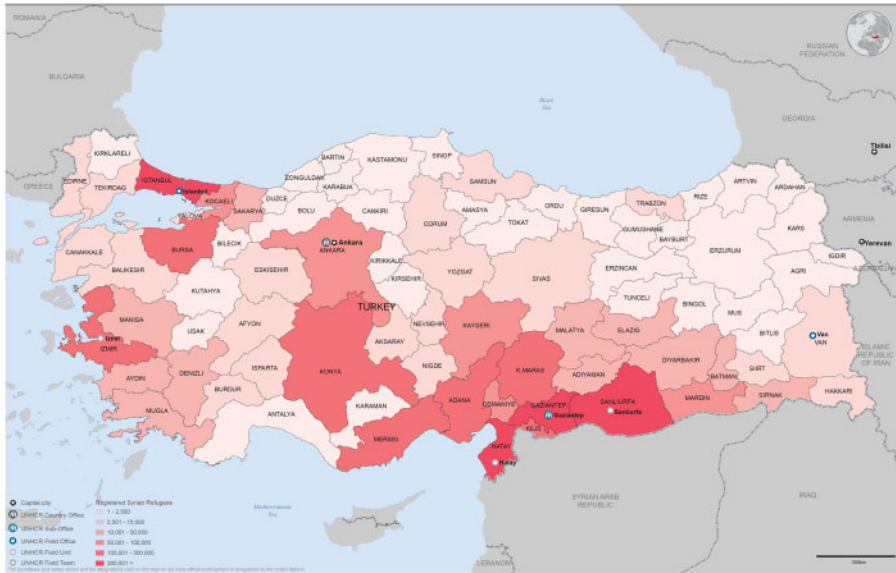 ROMANIA
BULGARIA
GREECE
RUSSIAN
FEDERATION
GEORGIA
Tbilisi
ARMENIA
Yerevan
ISLAMIC
REPUBLIC
OF IRAN
IRAQ
SYRIAN ARAB
REPUBLIC
LEBANON
Black
Sea
Mediterranean
Sea
KIRKLARELI
EDIRNE
TEKIRDAG
ISTANBUL
Istanbul
KOCAELI
YALOVA
SAKARYA
DUZCE
ZONGULDAK
BARTIN
KARABUK
KASTAMONU
SINOP
BOLU
CANKIRI
SAMSUN
CORUM
AMASYA
TOKAT
ORDU
GIRESUN
TRABZON
GUMUSHANE
BAYBURT
RIZE
ARTVIN
ARDAHAN
KARS
IGDIR
AGRI
ERZURUM
ERZINCAN
CANAKKALE
BALIKESIR
BURSA
BILECIK
ESKISEHIR
Ankara
ANKARA
KIRIKKALE
KIRSEHIR
YOZGAT
SIVAS
TUNCELI
BINGOL
MUS
BITLIS
Van
VAN
KUTAHYA
MANISA
USAK
AFYON
TURKEY
NEVSEHIR
KAYSERI
MALATYA
ELAZIG
DIYARBAKIR
BATMAN
SIIRT
Izmir
IZMIR
AYDIN
DENIZLI
ISPARTA
BURDUR
KONYA
AKSARAY
NIGDE
K.MARAS
ADIYAMAN
SANLIURFA
Sanliurfa
MARDIN
SIRNAK
HAKKARI
MUGLA
ANTALYA
KARAMAN
MERSIN
ADANA
OSMANIYE
GAZIANTEP
Gaziantep
KILIS
HATAY
Hatay
Capital city
UNHCR Country Office
UNHCR Sub-Office
UNHCR Field Office
UNHCR Field Unit
UNHCR Field Team
Registered Syrian Refugees
1 - 2,500
2,501 - 10,000
10,001 - 50,000
50,001 - 100,000
100,001 - 300,000
300,001 +